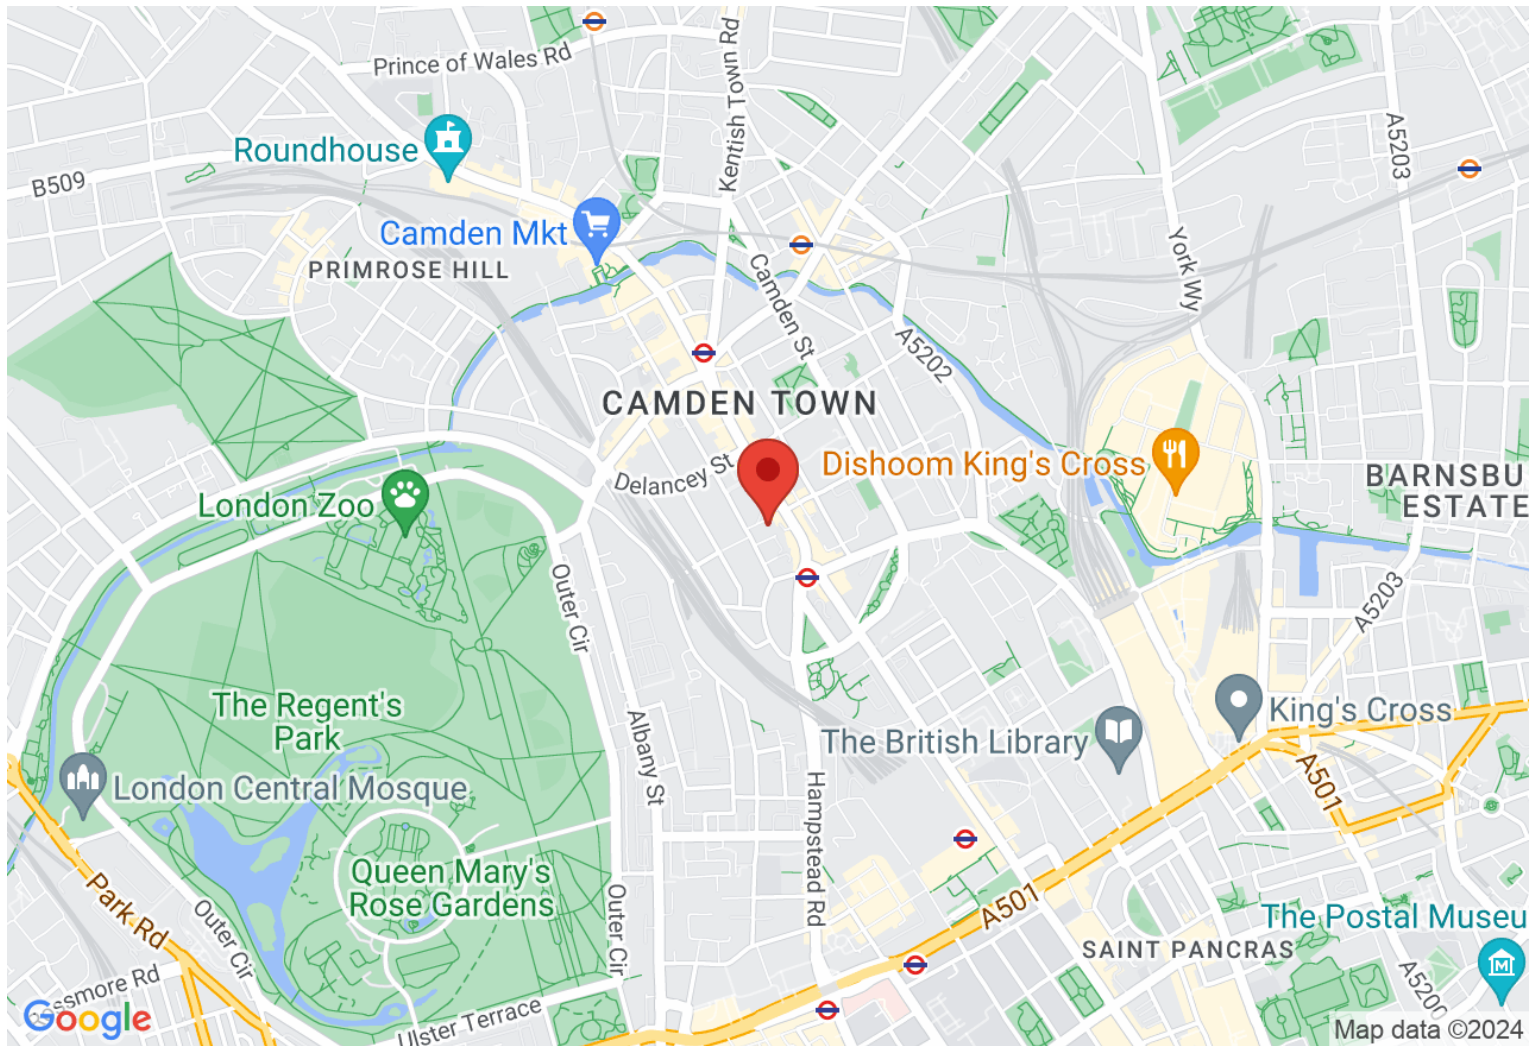 Prince of Wales Rd
Kentish Town Rd
A5203
Roundhouse
B509
Camden Mkt
PRIMROSE HILL
Camden St
York Wy
A5202
CAMDEN TOWN
Delancey St
Dishoom King's Cross
BARNSBU
ESTATE
London Zoo
Outer Cir
A5203
The Regent's
Park
Albany St
King's Cross
The British Library
London Central Mosque
A501
Hampstead Rd
Queen Mary's
Rose Gardens
Park Rd
Outer Cir
Outer Cir
A501
The Postal Museu
SAINT PANCRAS
A5200
Ulster Terrace
Google
Map data ©2024